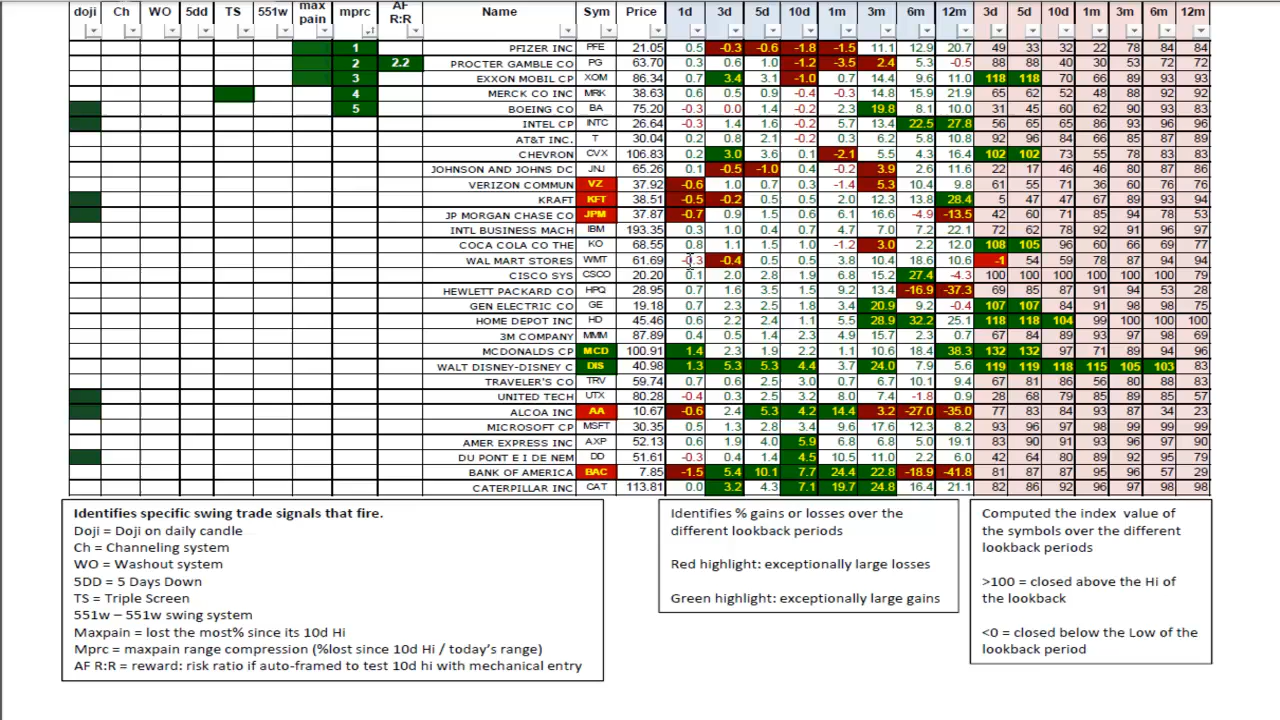 doji Ch WO 5dd TS 551w max pain mprc AF R:R Name Sym Price 1d 3d 5d 10d 1m 3m 6m 12m 3d 5d 10d 1m 3m 6m 12m
1 PFIZER INC PFE 21.05 0.5 -0.3 -0.6 -1.8 -1.5 11.1 12.9 20.7 49 33 32 22 78 84 84
2 2.2 PROCTER GAMBLE CO PG 63.70 0.3 0.6 1.0 -1.2 -3.5 2.4 5.3 -0.5 88 88 40 30 53 72 72
3 EXXON MOBIL CP XOM 86.34 0.7 3.4 3.1 -1.0 0.7 14.4 9.6 11.0 118 118 70 66 89 93 93
4 MERCK CO INC MRK 38.63 0.6 0.5 0.9 -0.4 -0.3 14.8 15.9 21.9 65 62 52 48 88 92 92
5 BOEING CO BA 75.20 -0.3 0.0 1.4 -0.2 2.3 19.8 8.1 10.0 31 45 60 62 90 93 83
INTEL CP INTC 26.64 -0.3 1.4 1.6 -0.2 5.7 13.4 22.5 27.8 56 65 65 86 93 96 96
AT&T INC. T 30.04 0.2 0.8 2.1 -0.2 0.3 6.2 5.8 10.8 92 96 84 66 85 87 89
CHEVRON CVX 106.83 0.2 3.0 3.6 0.1 -2.1 5.5 4.3 16.4 102 102 73 55 78 83 83
JOHNSON AND JOHNS DC JNJ 65.26 0.1 -0.5 -1.0 0.4 -0.2 3.9 2.6 11.6 22 17 46 46 80 87 86
VERIZON COMMUN VZ 37.92 -0.6 1.0 0.7 0.3 -1.4 5.3 10.4 9.8 61 55 71 36 60 76 76
KRAFT KFT 38.51 -0.5 -0.2 0.5 0.5 2.0 12.3 13.8 28.4 5 47 47 67 89 93 94
JP MORGAN CHASE CO JPM 37.87 -0.7 0.9 1.5 0.6 6.1 16.6 -4.9 -13.5 42 60 71 85 94 78 53
INTL BUSINESS MACH IBM 193.35 0.3 1.0 0.4 0.7 4.7 7.0 7.2 22.1 72 62 78 92 91 96 97
COCA COLA CO THE KO 68.55 0.8 1.1 1.5 1.0 -1.2 3.0 2.2 12.0 108 105 96 60 66 69 77
WAL MART STORES WMT 61.69 -0.3 -0.4 0.5 0.5 3.8 10.4 18.6 10.6 -1 54 59 78 87 94 94
CISCO SYS CSCO 20.20 0.1 2.0 2.8 1.9 6.8 15.2 27.4 -4.3 100 100 100 100 100 100 79
HEWLETT PACKARD CO HPQ 28.95 0.7 1.6 3.5 1.5 9.2 13.4 -16.9 -37.3 69 85 87 91 94 53 28
GEN ELECTRIC CO GE 19.18 0.7 2.3 2.5 1.8 3.4 20.9 9.2 -0.4 107 107 84 91 98 98 75
HOME DEPOT INC HD 45.46 0.6 2.2 2.4 1.1 5.5 28.9 32.2 25.1 118 118 104 99 100 100 100
3M COMPANY MMM 87.89 0.4 0.5 1.4 2.3 4.9 15.7 2.3 0.7 67 84 89 93 97 98 69
MCDONALDS CP MCD 100.91 1.4 2.3 1.9 2.2 1.1 10.6 18.4 38.3 132 132 97 71 89 94 96
WALT DISNEY-DISNEY C DIS 40.98 1.3 5.3 5.3 4.4 3.7 24.0 7.9 5.6 119 119 118 115 105 103 83
TRAVELER'S CO TRV 59.74 0.7 0.6 2.5 3.0 0.7 6.7 10.1 9.4 67 81 86 56 80 88 83
UNITED TECH UTX 80.28 -0.4 0.3 2.5 3.2 8.0 7.4 -1.8 0.9 28 68 79 85 89 85 57
ALCOA INC AA 10.67 -0.6 2.4 5.3 4.2 14.4 3.2 -27.0 -35.0 77 83 84 93 87 34 23
MICROSOFT CP MSFT 30.35 0.5 1.3 2.8 3.4 9.6 17.6 12.3 8.2 93 96 97 98 99 99 99
AMER EXPRESS INC AXP 52.13 0.6 1.9 4.0 5.9 6.8 6.8 5.0 19.1 83 90 91 93 96 97 90
DU PONT E I DE NEM DD 51.61 -0.3 0.4 1.4 4.5 10.5 11.0 2.2 6.0 42 64 80 89 92 95 79
BANK OF AMERICA BAC 7.85 -1.5 5.4 10.1 7.7 24.4 22.8 -18.9 -41.8 81 87 87 95 96 57 29
CATERPILLAR INC CAT 113.81 0.0 3.2 4.3 7.1 19.7 24.8 16.4 21.1 82 86 92 96 97 98 98
Identifies specific swing trade signals that fire.
Doji = Doji on daily candle
Ch = Channeling system
WO = Washout system
5DD = 5 Days Down
TS = Triple Screen
551w – 551w swing system
Maxpain = lost the most% since its 10d Hi
Mprc = maxpain range compression (%lost since 10d Hi / today's range)
AF R:R = reward: risk ratio if auto-framed to test 10d hi with mechanical entry
Identifies % gains or losses over the
different lookback periods
Red highlight: exceptionally large losses
Green highlight: exceptionally large gains
Computed the index value of
the symbols over the different
lookback periods
>100 = closed above the Hi of
the lookback
<0 = closed below the Low of the
lookback period